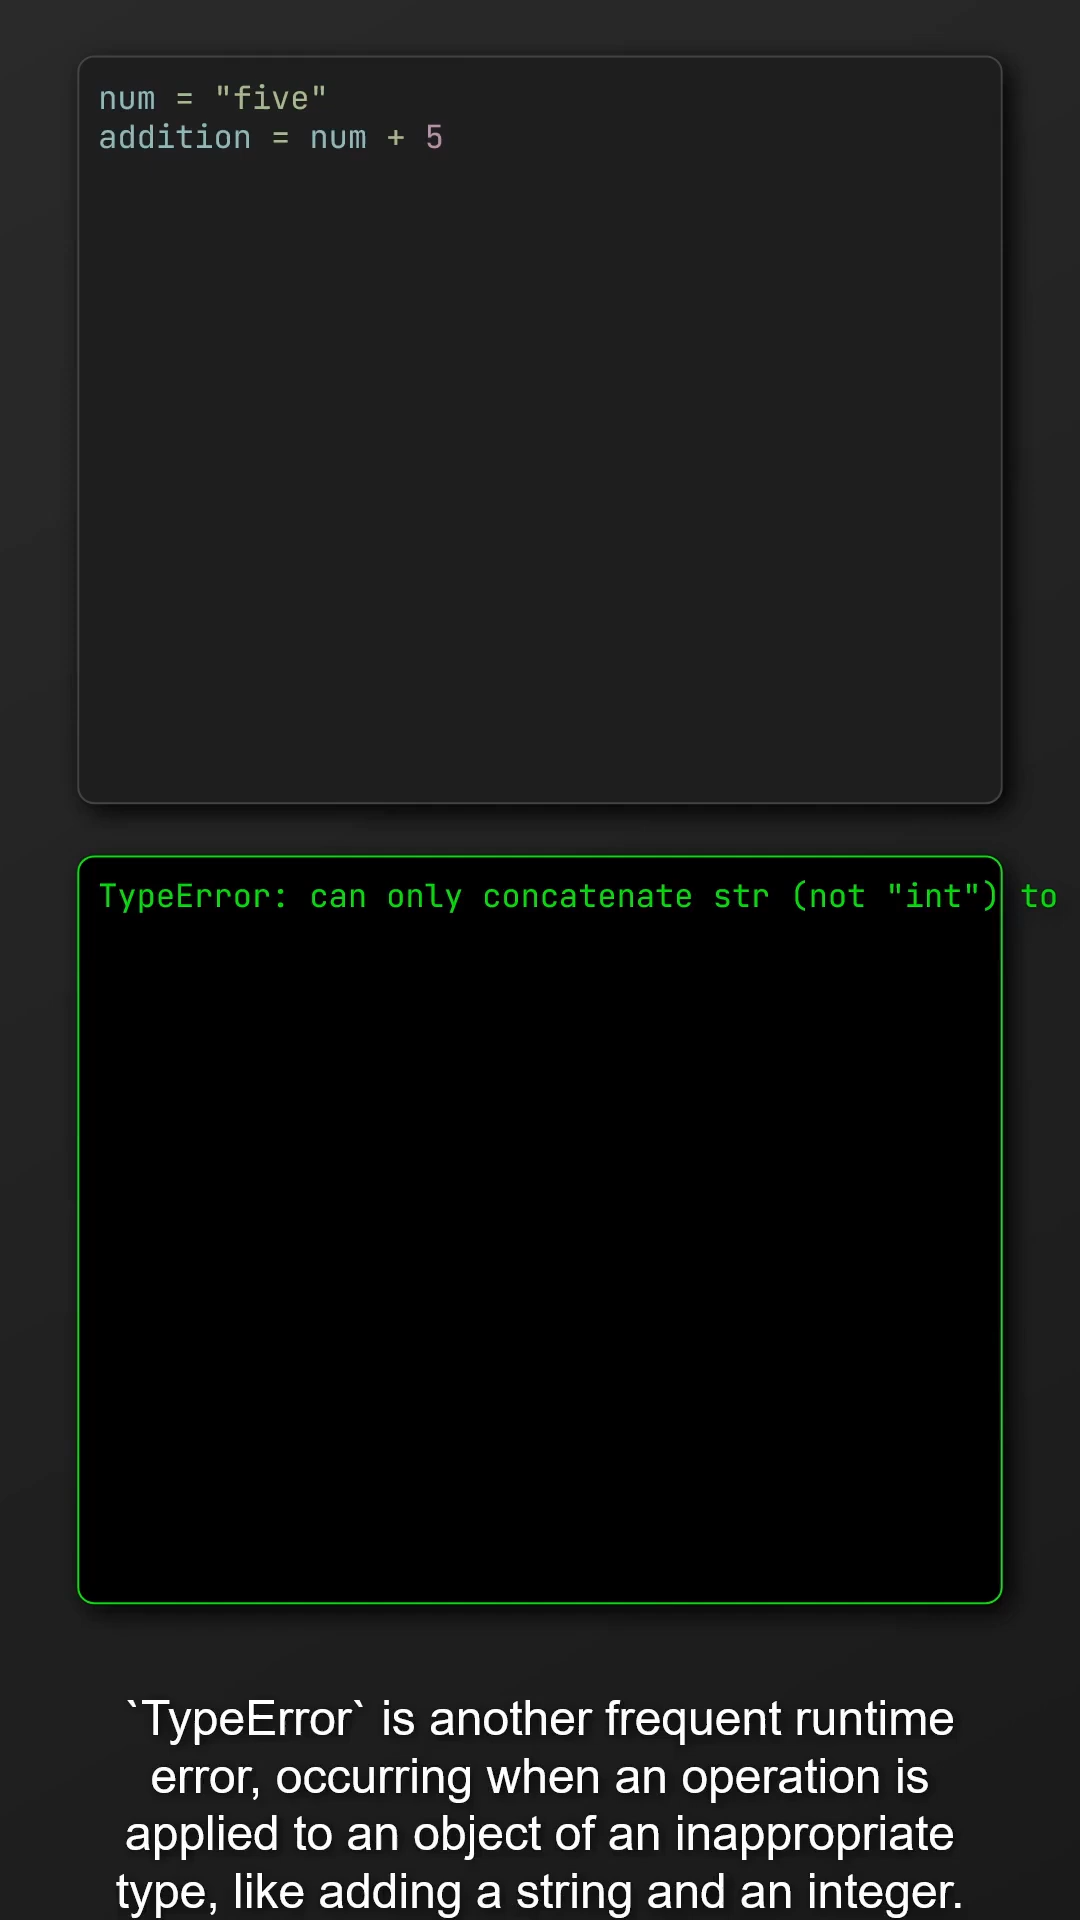 num = "five"
addition = num + 5
TypeError: can only concatenate str (not "int") to
`TypeError` is another frequent runtime
error, occurring when an operation is
applied to an object of an inappropriate
type, like adding a string and an integer.